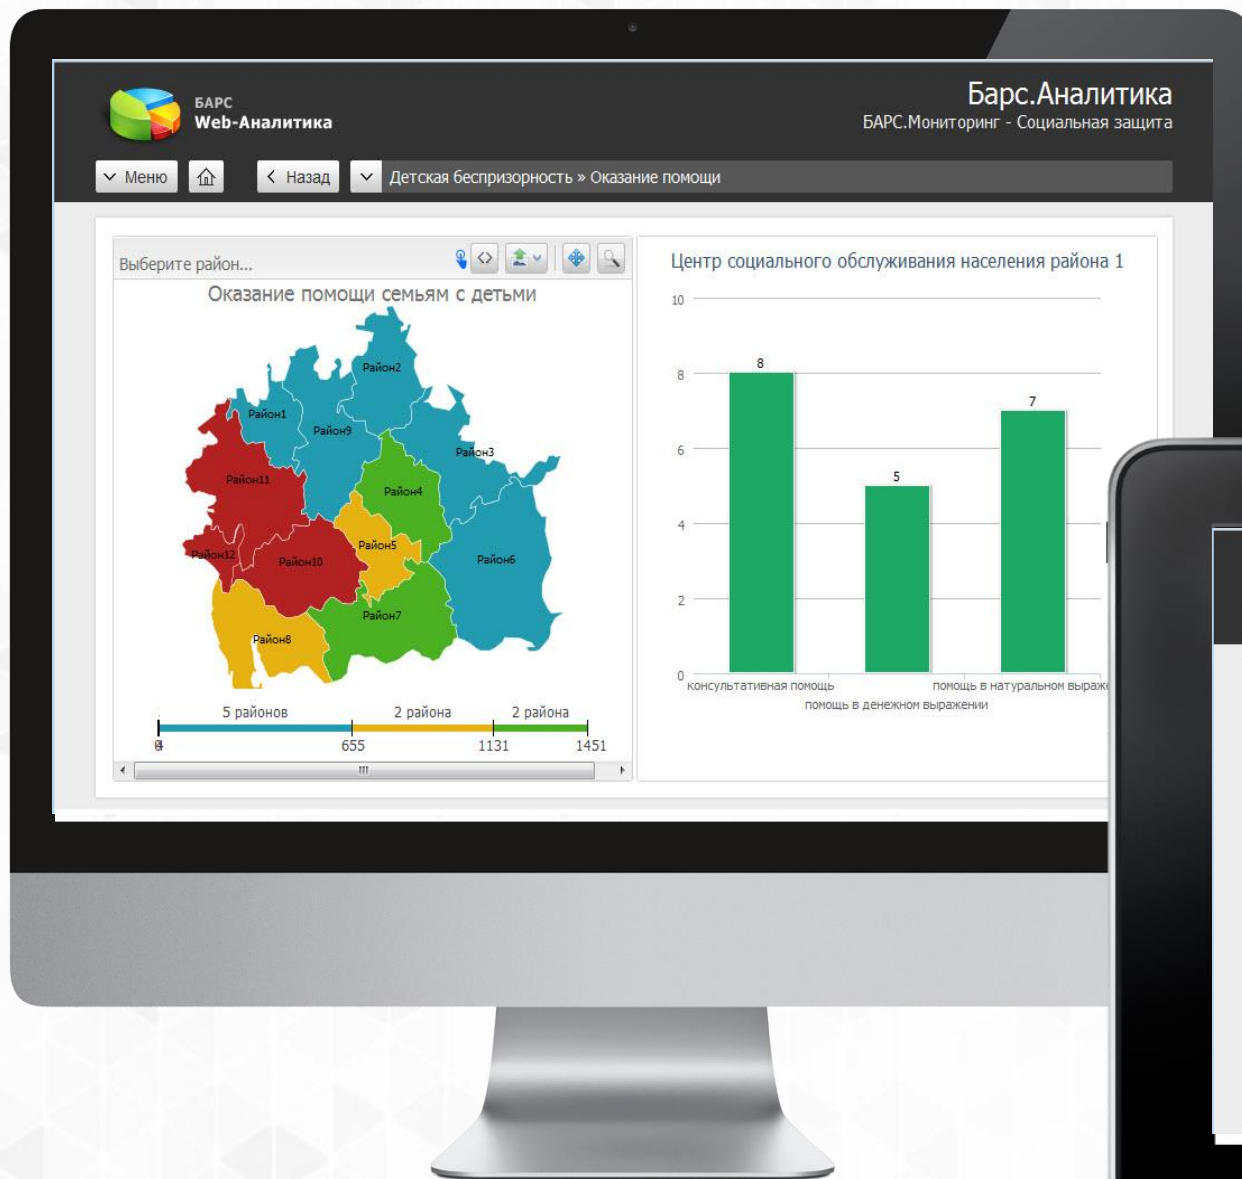 БАРС
Web-Аналитика
Барс.Аналитика
БАРС.Мониторинг - Социальная защита
Меню
Назад
Детская беспризорность » Оказание помощи
Выберите район...
Оказание помощи семьям с детьми
Район2
Район1
Район9
Район3
Район11
Район4
Район5
Район12
Район10
Район6
Район7
Район8
5 районов 2 района 2 района
655 1131 1451
Центр социального обслуживания населения района 1
10
8
6
4
2
0
8
5
7
консультативная помощь
помощь в денежном выражении
помощь в натуральном